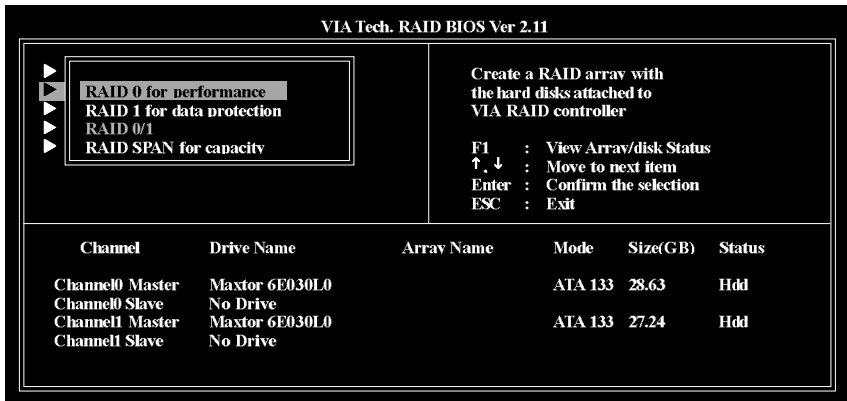 VIA Tech. RAID BIOS Ver 2.11
RAID 0 for performance
RAID 1 for data protection
RAID 0/1
RAID SPAN for capacity
Create a RAID array with
the hard disks attached to
VIA RAID controller
F1 : View Array/disk Status
↑, ↓ : Move to next item
Enter : Confirm the selection
ESC : Exit
Channel Drive Name Array Name Mode Size(GB) Status
Channel0 Master Maxtor 6E030L0 ATA 133 28.63 Hdd
Channel0 Slave No Drive
Channel1 Master Maxtor 6E030L0 ATA 133 27.24 Hdd
Channel1 Slave No Drive